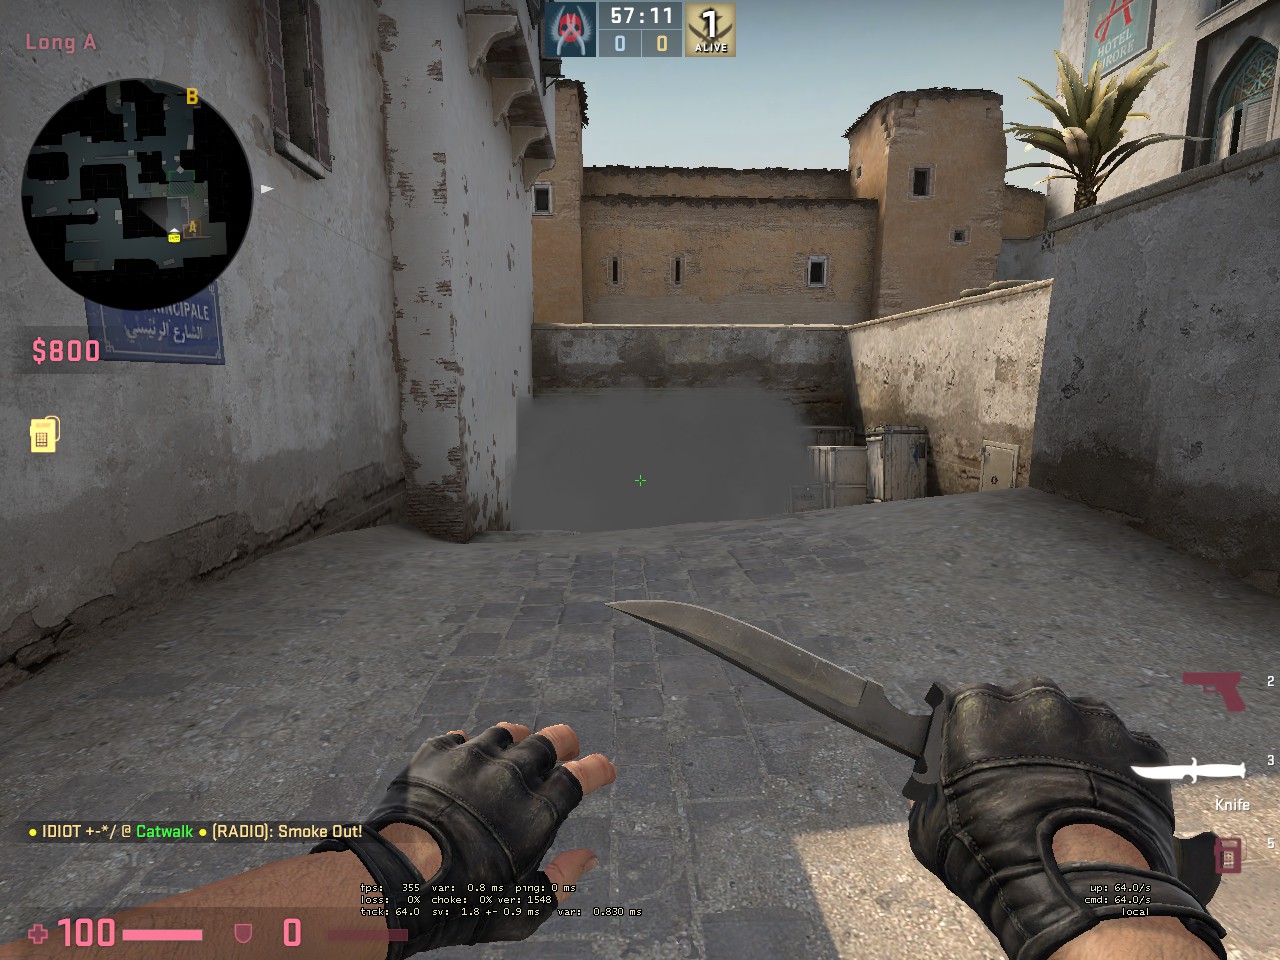 Long A
57:11
0 0
1
ALIVE
B
A
A
HOTEL
PRINCIPALE
الشارع الرئيسي
$800
2
3
Knife
5
● IDIOT +-*/ @ Catwalk ● (RADIO): Smoke Out!
fps: 355 var: 0.8 ms ping: 0 ms
loss: 0% choke: 0% ver: 1548
tick: 64.0 sv: 1.8 +- 0.9 ms var: 0.830 ms
up: 64.0/s
cmd: 64.0/s
local
100
0